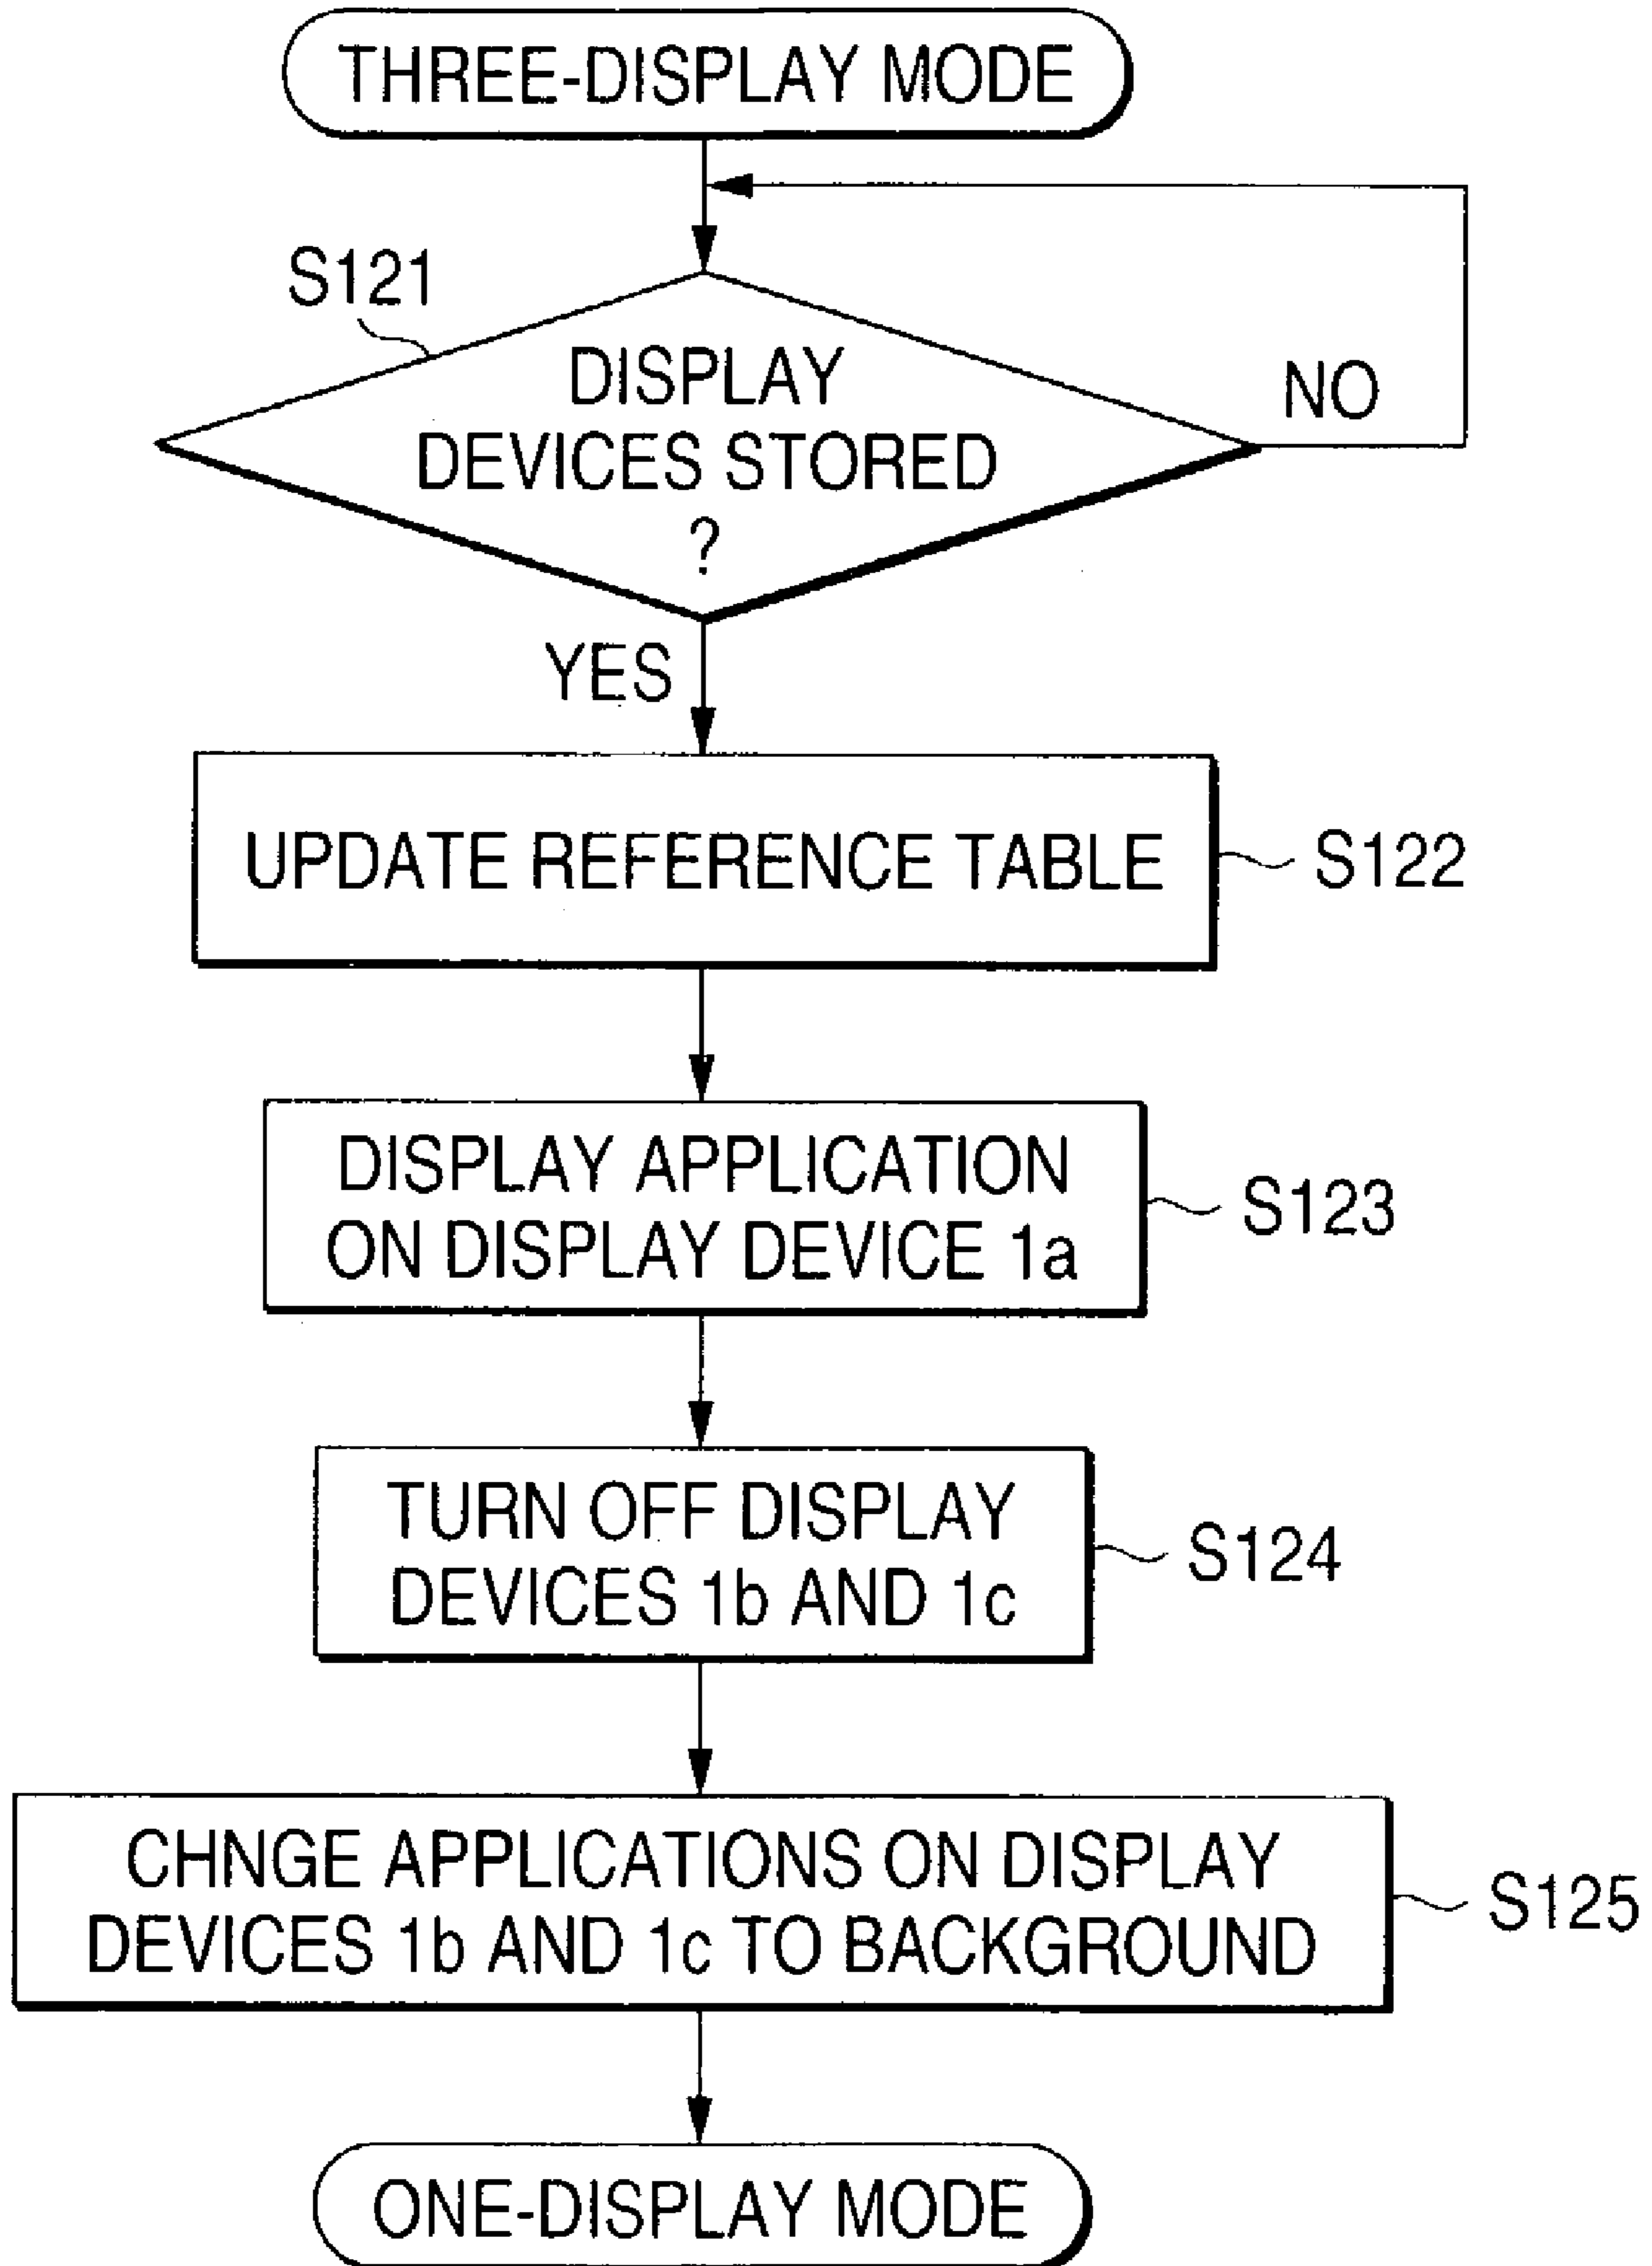 THREE-DISPLAY MODE
S121
DISPLAY
DEVICES STORED
?
NO
YES
UPDATE REFERENCE TABLE
S122
DISPLAY APPLICATION
ON DISPLAY DEVICE 1a
S123
TURN OFF DISPLAY
DEVICES 1b AND 1c
S124
CHNGE APPLICATIONS ON DISPLAY
DEVICES 1b AND 1c TO BACKGROUND
S125
ONE-DISPLAY MODE